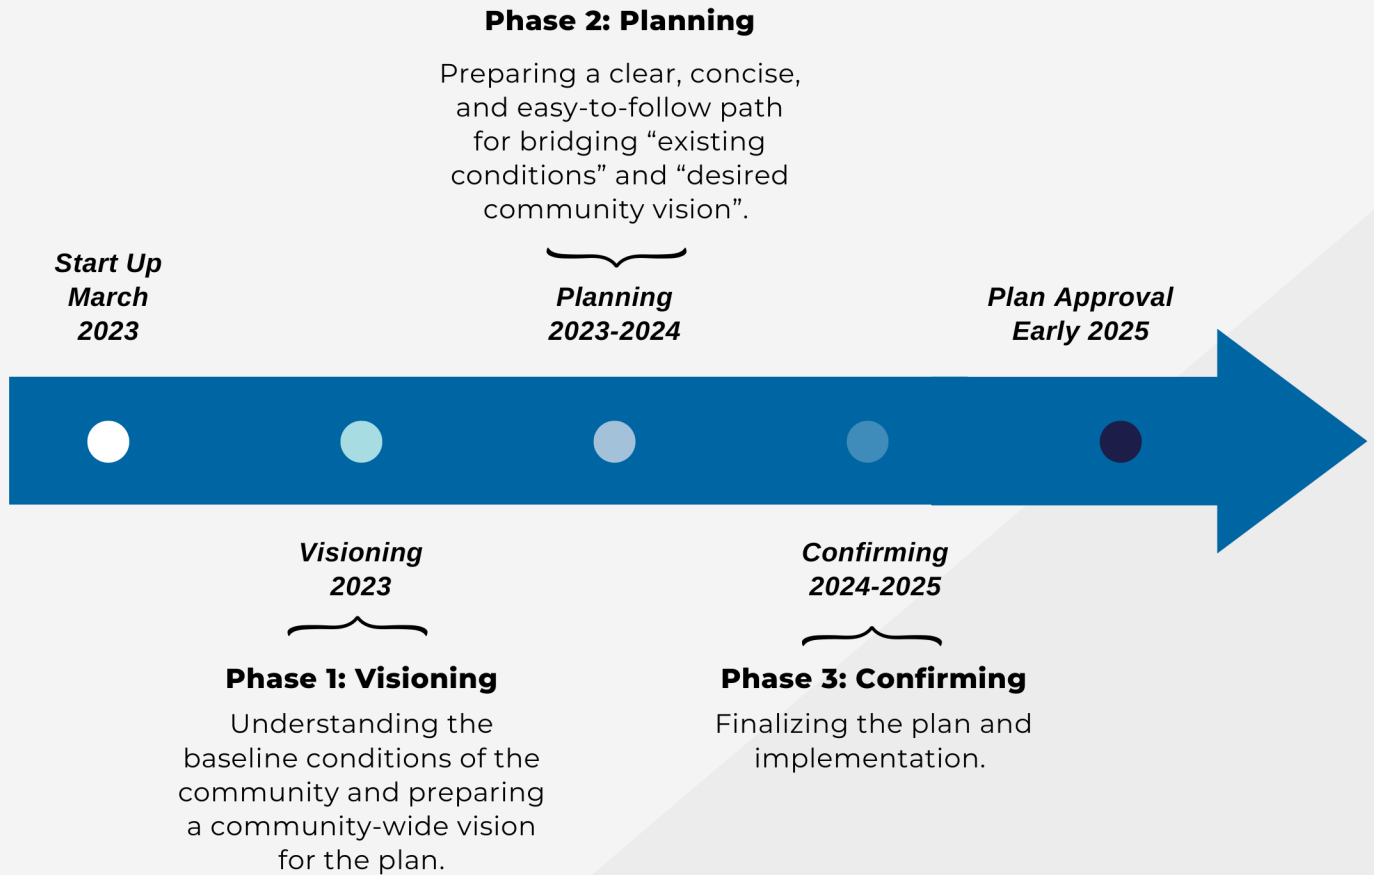 Phase 2: Planning
Preparing a clear, concise,
and easy-to-follow path
for bridging “existing
conditions” and “desired
community vision”.
Start Up
March
2023
Planning
2023-2024
Plan Approval
Early 2025
Visioning
2023
Confirming
2024-2025
Phase 1: Visioning
Understanding the
baseline conditions of the
community and preparing
a community-wide vision
for the plan.
Phase 3: Confirming
Finalizing the plan and
implementation.